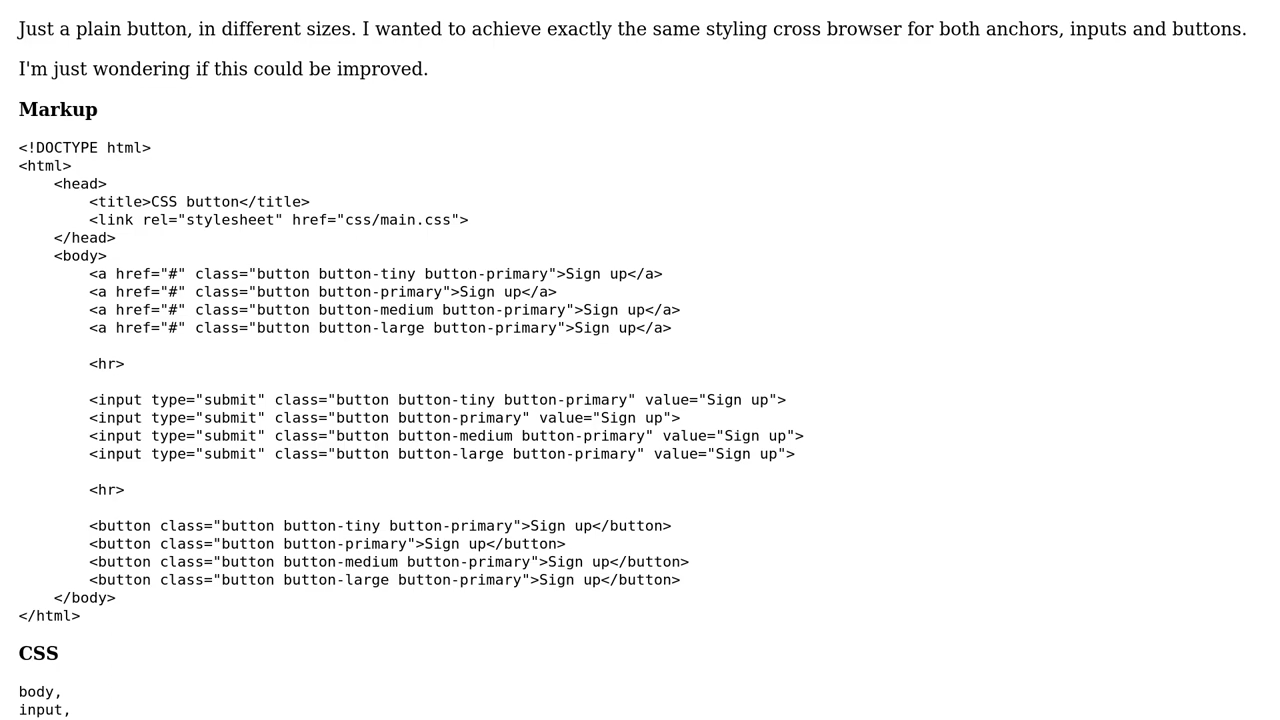 Just a plain button, in different sizes. I wanted to achieve exactly the same styling cross browser for both anchors, inputs and buttons.
I'm just wondering if this could be improved.
Markup
<!DOCTYPE html>
<html>
    <head>
        <title>CSS button</title>
        <link rel="stylesheet" href="css/main.css">
    </head>
    <body>
        <a href="#" class="button button-tiny button-primary">Sign up</a>
        <a href="#" class="button button-primary">Sign up</a>
        <a href="#" class="button button-medium button-primary">Sign up</a>
        <a href="#" class="button button-large button-primary">Sign up</a>
        <hr>
        <input type="submit" class="button button-tiny button-primary" value="Sign up">
        <input type="submit" class="button button-primary" value="Sign up">
        <input type="submit" class="button button-medium button-primary" value="Sign up">
        <input type="submit" class="button button-large button-primary" value="Sign up">
        <hr>
        <button class="button button-tiny button-primary">Sign up</button>
        <button class="button button-primary">Sign up</button>
        <button class="button button-medium button-primary">Sign up</button>
        <button class="button button-large button-primary">Sign up</button>
    </body>
</html>
CSS
body,
input,